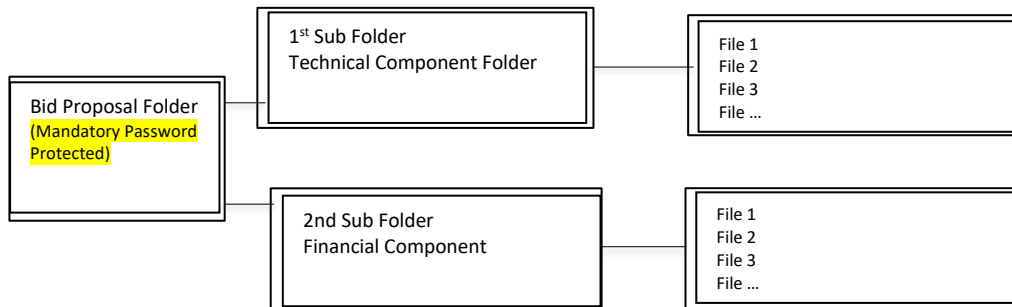 Bid Proposal Folder
(Mandatory Password
Protected)
1st Sub Folder
Technical Component Folder
File 1
File 2
File 3
File ...
2nd Sub Folder
Financial Component
File 1
File 2
File 3
File ...